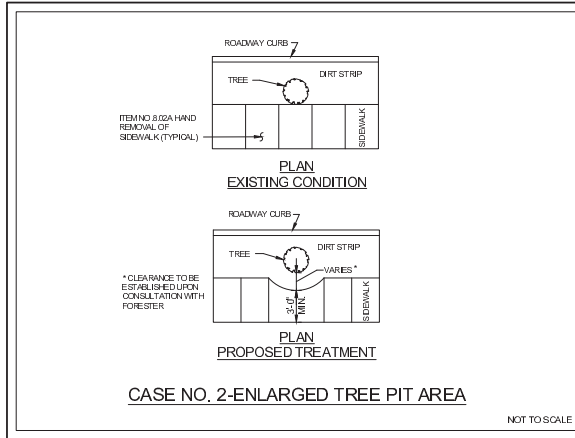 ROADWAY CURB
TREE
DIRT STRIP
ITEM NO.8.02A HAND
REMOVAL OF
SIDEWALK (TYPICAL)
SIDEWALK
PLAN
EXISTING CONDITION
ROADWAY CURB
TREE
DIRT STRIP
VARIES *
* CLEARANCE TO BE
ESTABLISHED UPON
CONSULTATION WITH
FORESTER
3'-0"
MIN.
SIDEWALK
PLAN
PROPOSED TREATMENT
CASE NO. 2-ENLARGED TREE PIT AREA
NOT TO SCALE